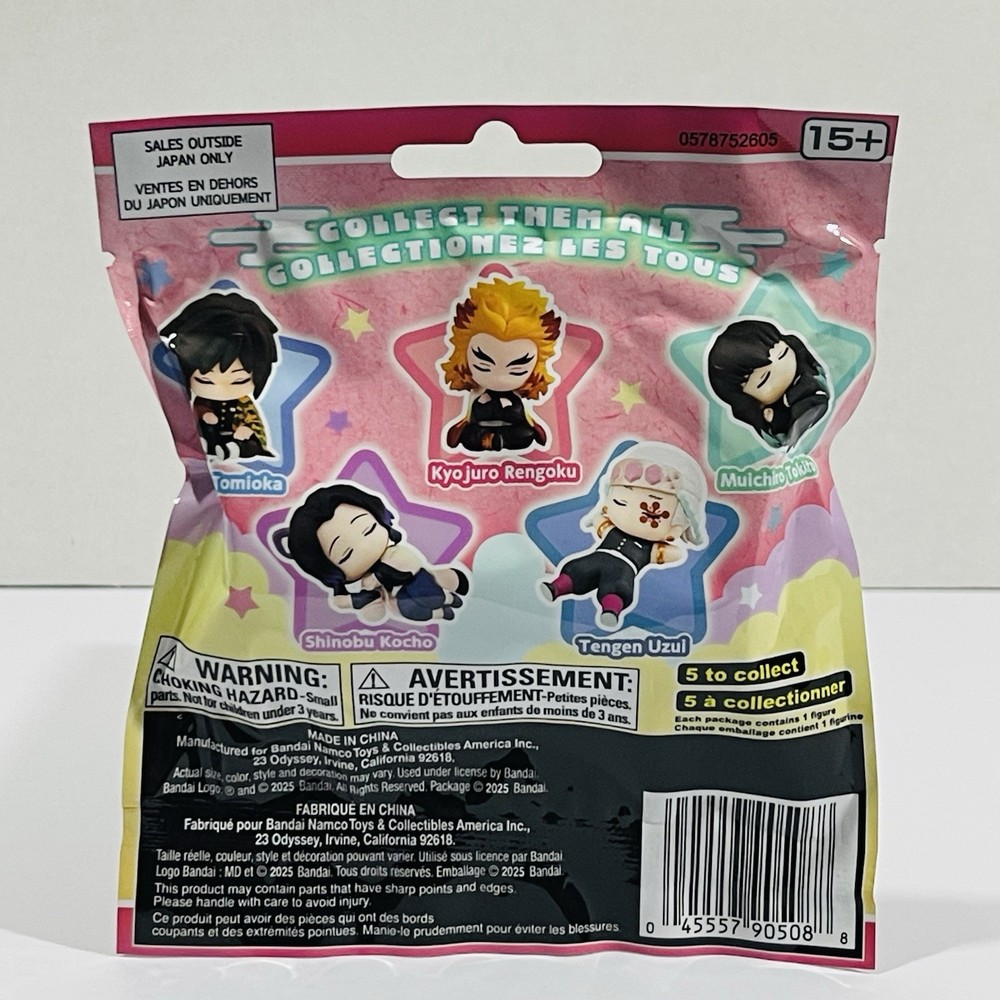 SALES OUTSIDE
JAPAN ONLY
VENTES EN DEHORS
DU JAPON UNIQUEMENT
0578752605
15+
COLLECT THEM ALL
COLLECTIONEZ LES TOUS
Tomioka
Kyojuro Rengoku
Muichiro Tokito
Shinobu Kocho
Tengen Uzui
WARNING:
CHOKING HAZARD-Small
parts. Not for children under 3 years.
AVERTISSEMENT:
RISQUE D'ÉTOUFFEMENT-Petites pièces.
Ne convient pas aux enfants de moins de 3 ans.
5 to collect
5 à collectionner
Each package contains 1 figure
Chaque emballage contient 1 figurine
MADE IN CHINA
Manufactured for Bandai Namco Toys & Collectibles America Inc.,
23 Odyssey, Irvine, California 92618.
Actual size, color, style and decoration may vary. Used under license by Bandai.
Bandai Logo: ® and © 2025 Bandai. All Rights Reserved. Package © 2025 Bandai.
FABRIQUÉ EN CHINA
Fabriqué pour Bandai Namco Toys & Collectibles America Inc.,
23 Odyssey, Irvine, California 92618.
Taille réelle, couleur, style et décoration pouvant varier. Utilisé sous licence par Bandai.
Logo Bandai : MD et © 2025 Bandai. Tous droits reservés. Emballage © 2025 Bandai.
This product may contain parts that have sharp points and edges.
Please handle with care to avoid injury.
Ce produit peut avoir des pièces qui ont des bords
coupants et des extrémités pointues. Manie-le prudemment pour éviter les blessures.
0 45557 90508 8